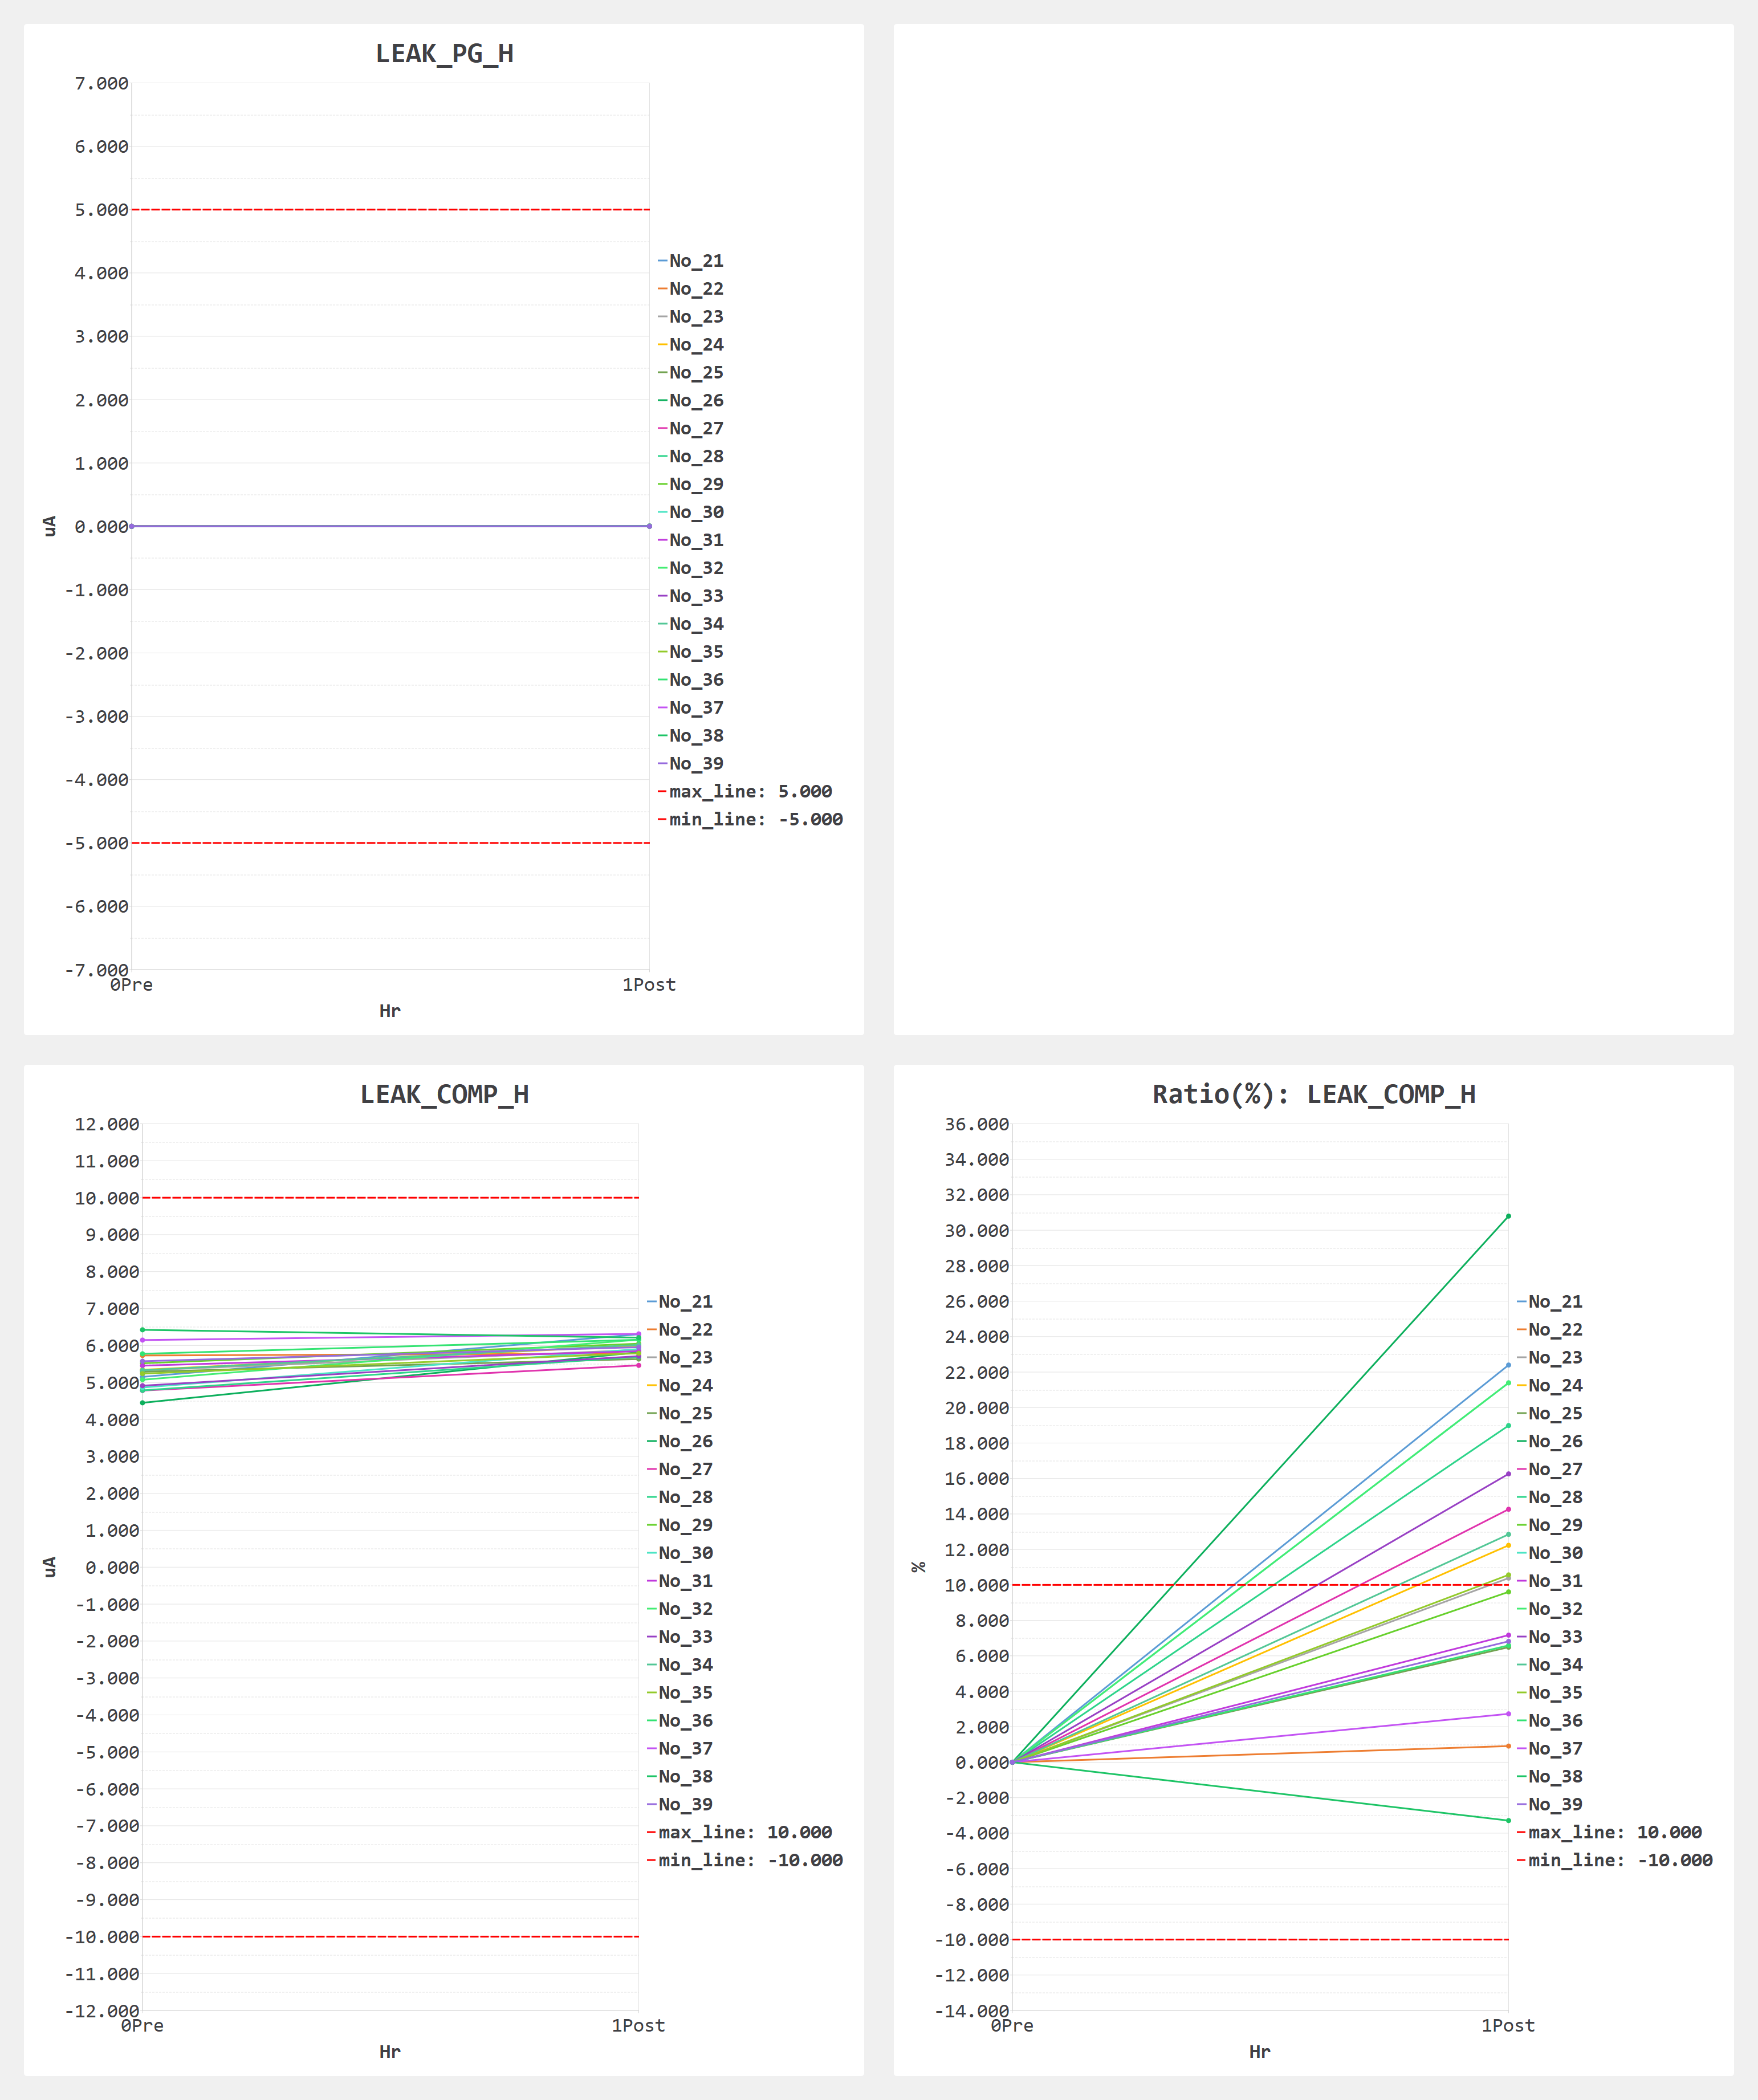 LEAK_PG_H
7.000
6.000
5.000
4.000
3.000
2.000
1.000
0.000
-1.000
-2.000
-3.000
-4.000
-5.000
-6.000
-7.000
uA
0Pre
1Post
Hr
No_21
No_22
No_23
No_24
No_25
No_26
No_27
No_28
No_29
No_30
No_31
No_32
No_33
No_34
No_35
No_36
No_37
No_38
No_39
max_line: 5.000
min_line: -5.000
LEAK_COMP_H
12.000
11.000
10.000
9.000
8.000
7.000
6.000
5.000
4.000
3.000
2.000
1.000
0.000
-1.000
-2.000
-3.000
-4.000
-5.000
-6.000
-7.000
-8.000
-9.000
-10.000
-11.000
-12.000
uA
0Pre
1Post
Hr
No_21
No_22
No_23
No_24
No_25
No_26
No_27
No_28
No_29
No_30
No_31
No_32
No_33
No_34
No_35
No_36
No_37
No_38
No_39
max_line: 10.000
min_line: -10.000
Ratio(%): LEAK_COMP_H
36.000
34.000
32.000
30.000
28.000
26.000
24.000
22.000
20.000
18.000
16.000
14.000
12.000
10.000
8.000
6.000
4.000
2.000
0.000
-2.000
-4.000
-6.000
-8.000
-10.000
-12.000
-14.000
%
0Pre
1Post
Hr
No_21
No_22
No_23
No_24
No_25
No_26
No_27
No_28
No_29
No_30
No_31
No_32
No_33
No_34
No_35
No_36
No_37
No_38
No_39
max_line: 10.000
min_line: -10.000